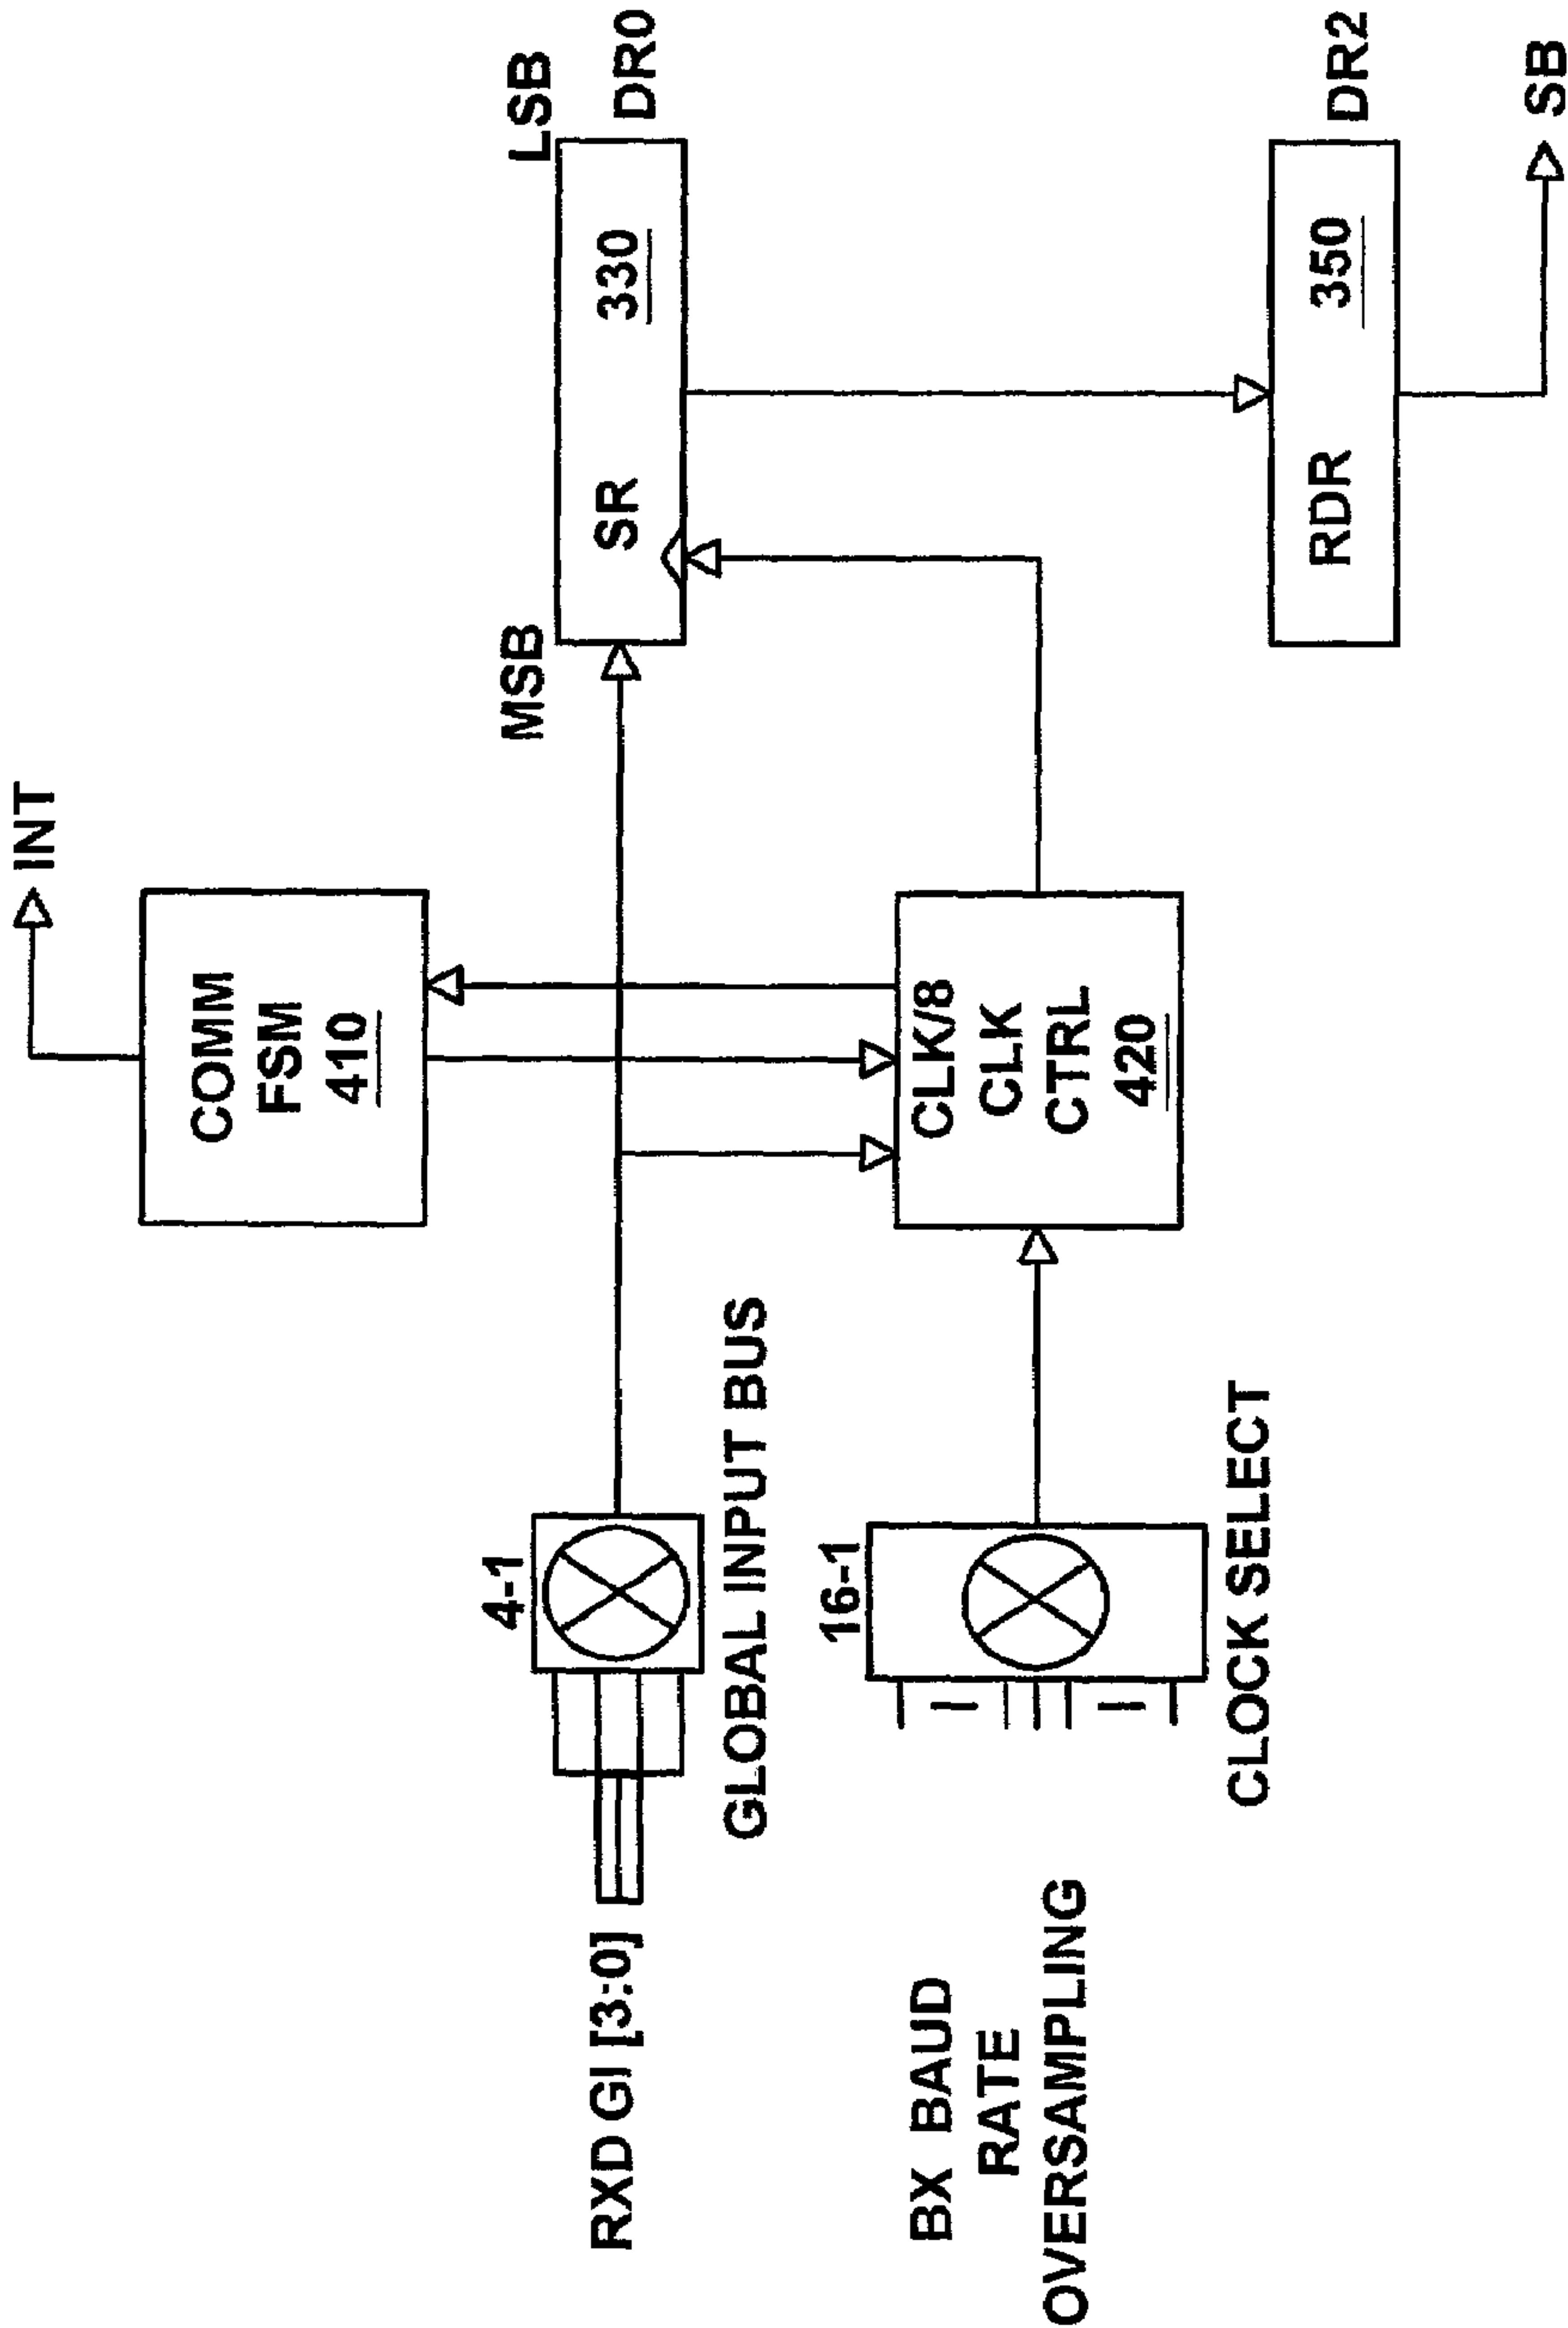 INT
COMM
FSM
410
MSB
LSB
SR 330
DR0
4-1
RXD GI [3:0]
GLOBAL INPUT BUS
CLK/8
CLK
CTRL
420
16-1
BX BAUD
RATE
OVERSAMPLING
CLOCK SELECT
RDR 350
DR2
SB